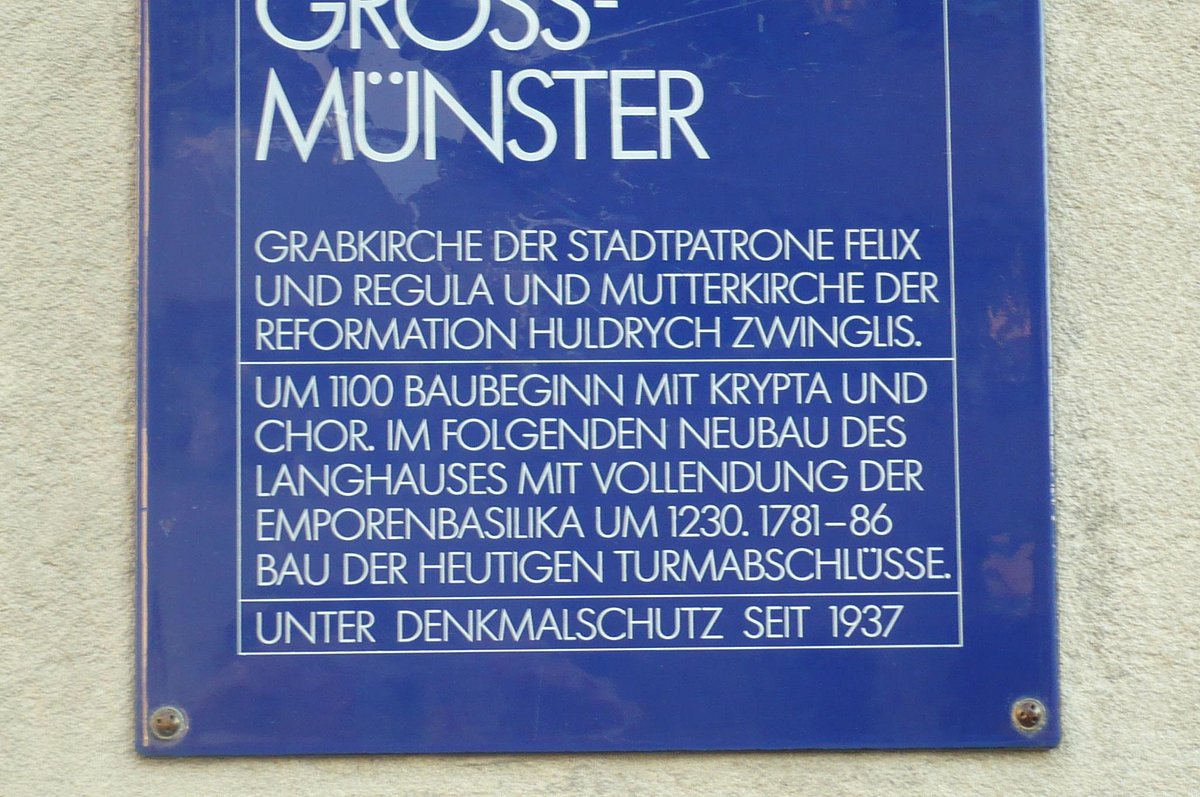 GROSS-
MÜNSTER
GRABKIRCHE DER STADTPATRONE FELIX
UND REGULA UND MUTTERKIRCHE DER
REFORMATION HULDRYCH ZWINGLIS.
UM 1100 BAUBEGINN MIT KRYPTA UND
CHOR. IM FOLGENDEN NEUBAU DES
LANGHAUSES MIT VOLLENDUNG DER
EMPORENBASILIKA UM 1230. 1781–86
BAU DER HEUTIGEN TURMABSCHLÜSSE.
UNTER DENKMALSCHUTZ SEIT 1937